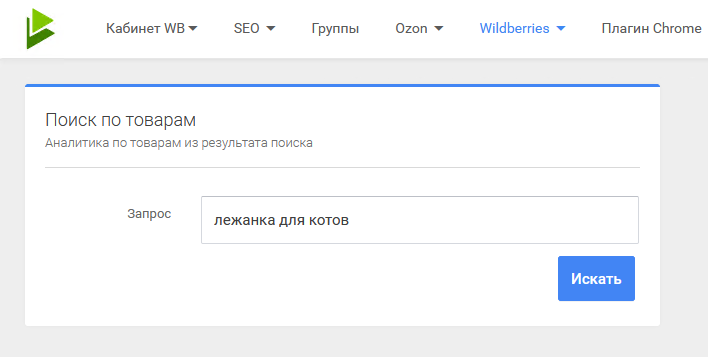 Кабинет WB SEO Группы Ozon Wildberries Плагин Chrome
Поиск по товарам
Аналитика по товарам из результата поиска
Запрос лежанка для котов
Искать